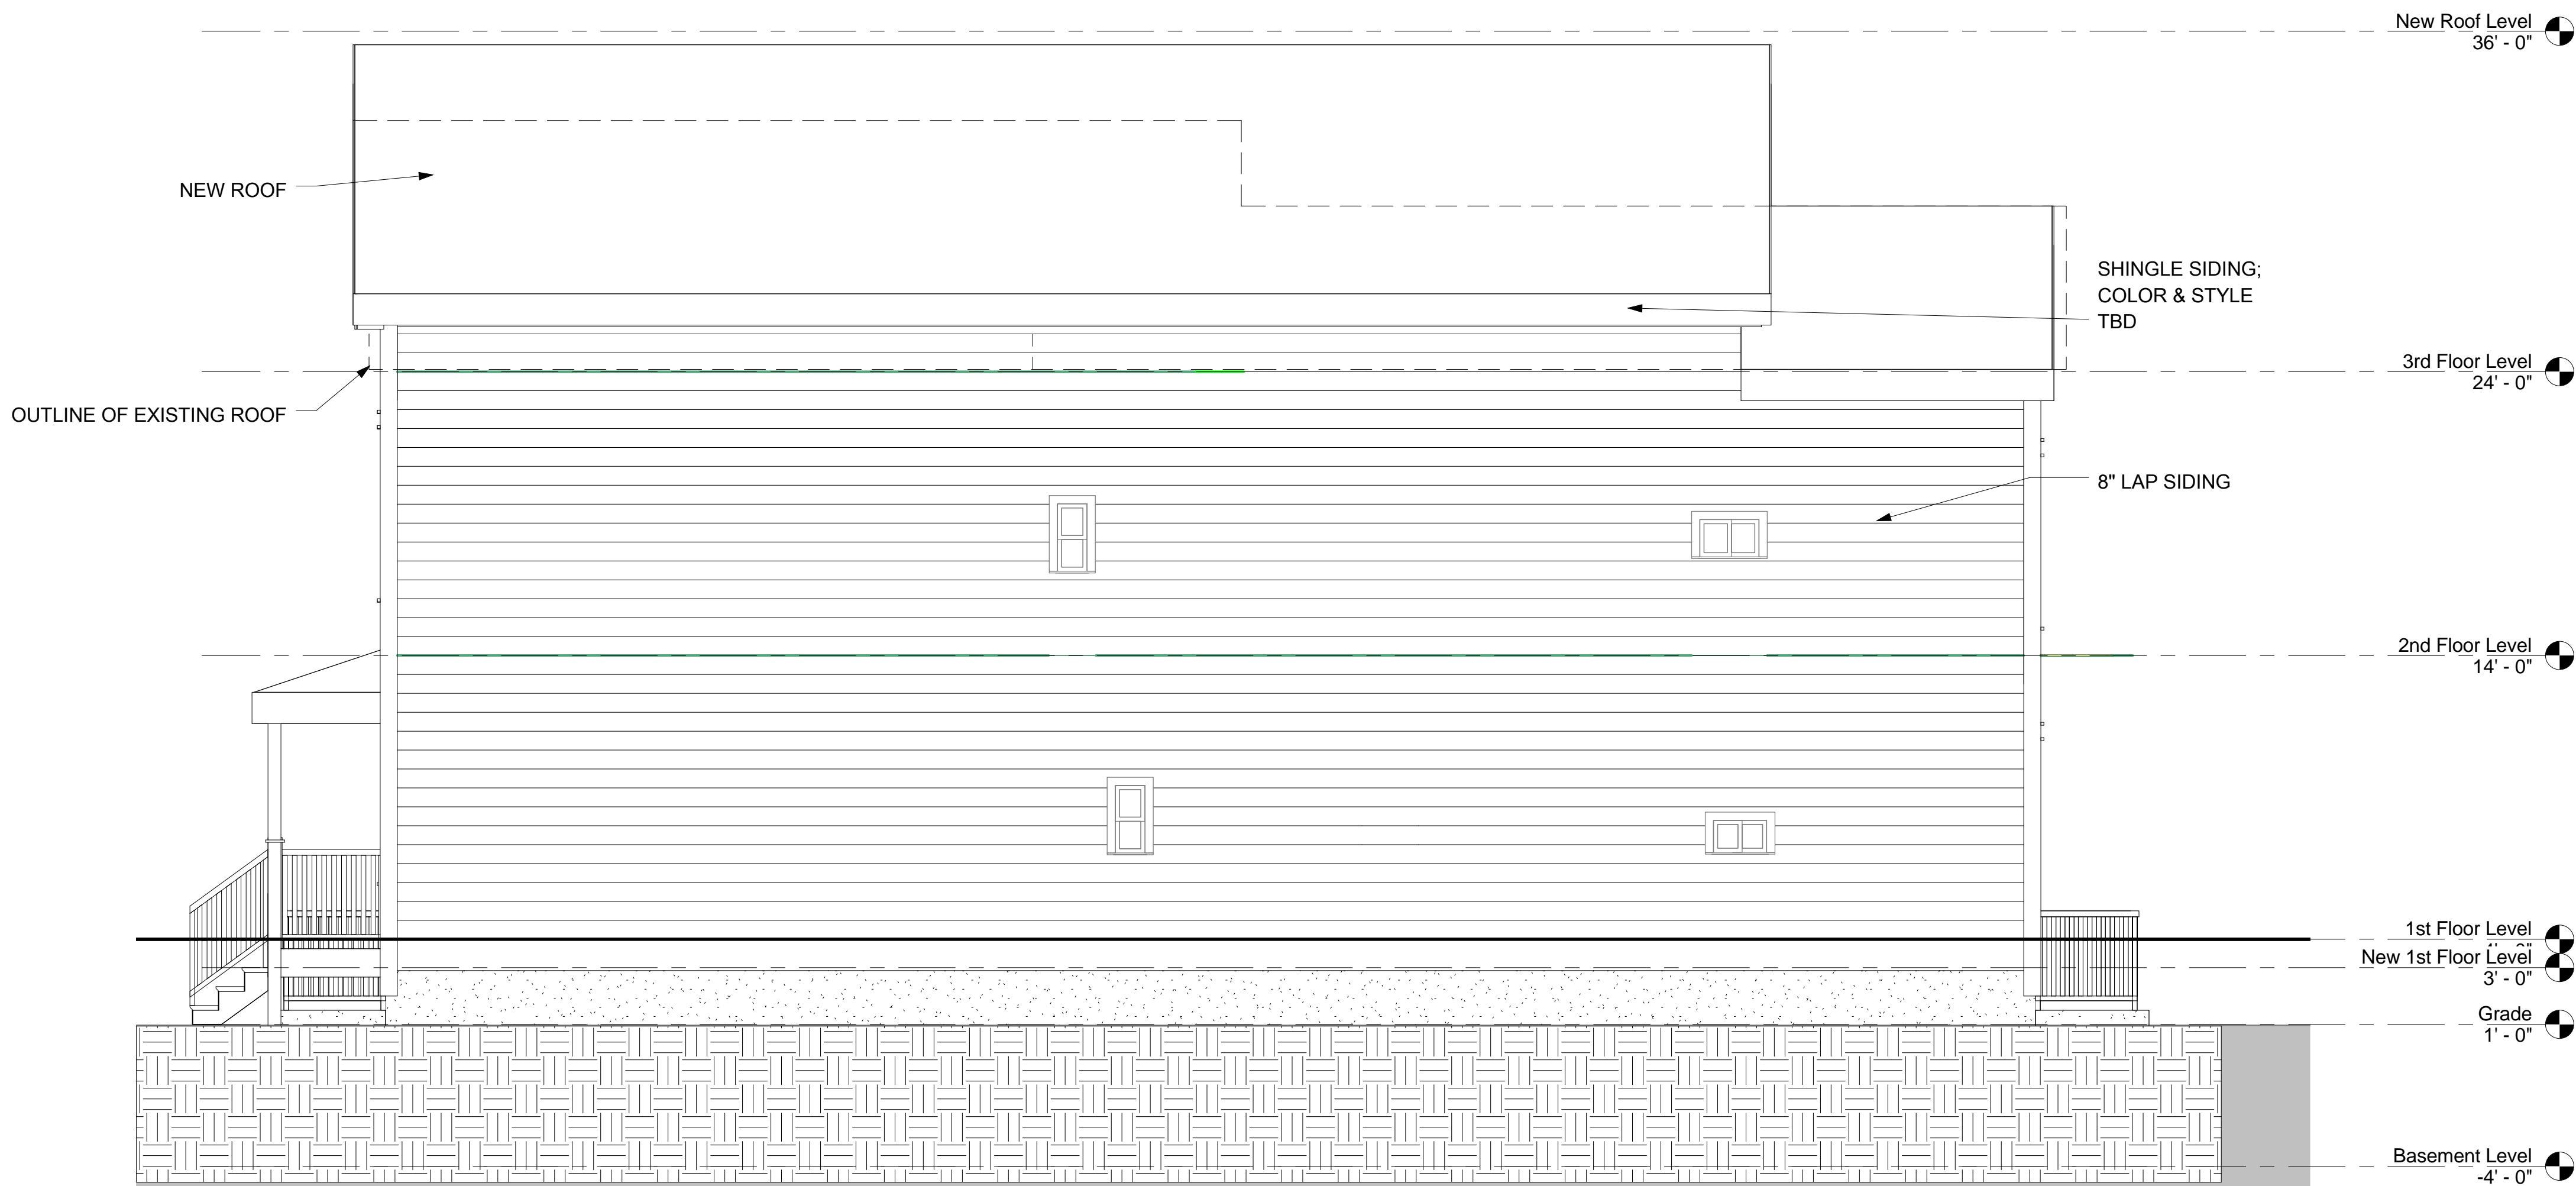 New Roof Level
36' - 0"
NEW ROOF
SHINGLE SIDING;
COLOR & STYLE
TBD
3rd Floor Level
24' - 0"
OUTLINE OF EXISTING ROOF
8" LAP SIDING
2nd Floor Level
14' - 0"
1st Floor Level
New 1st Floor Level
3' - 0"
Grade
1' - 0"
Basement Level
-4' - 0"